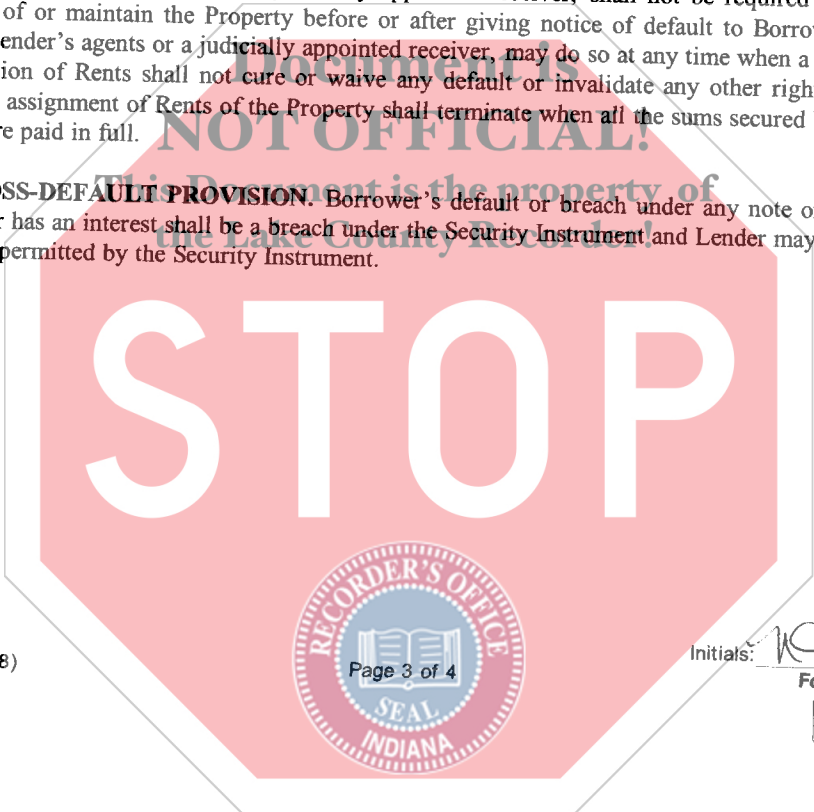 of or maintain the Property before or after giving notice of default to Borro
ender's agents or a judicially appointed receiver, may do so at any time when a
ion of Rents shall not cure or waive any default or invalidate any other righ
assignment of Rents of the Property shall terminate when all the sums secured
re paid in full.
Document is
NOT OFFICIAL!
This Document is the property of
the Lake County Recorder!
OSS-DEFAULT PROVISION. Borrower's default or breach under any note o
r has an interest shall be a breach under the Security Instrument and Lender may
permitted by the Security Instrument.
STOP
RECORDER'S OFFICE
SEAL
INDIANA
8)
Page 3 of 4
Initials:
Fo